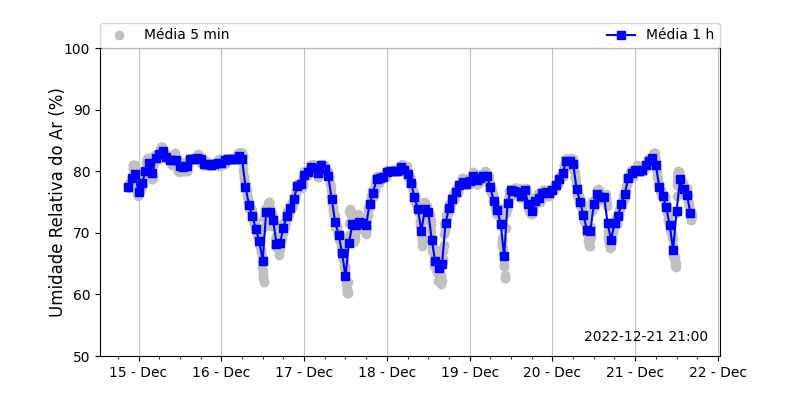 Média 5 min
Média 1 h
Umidade Relativa do Ar (%)
100
90
80
70
60
50
2022-12-21 21:00
15 - Dec
16 - Dec
17 - Dec
18 - Dec
19 - Dec
20 - Dec
21 - Dec
22 - Dec